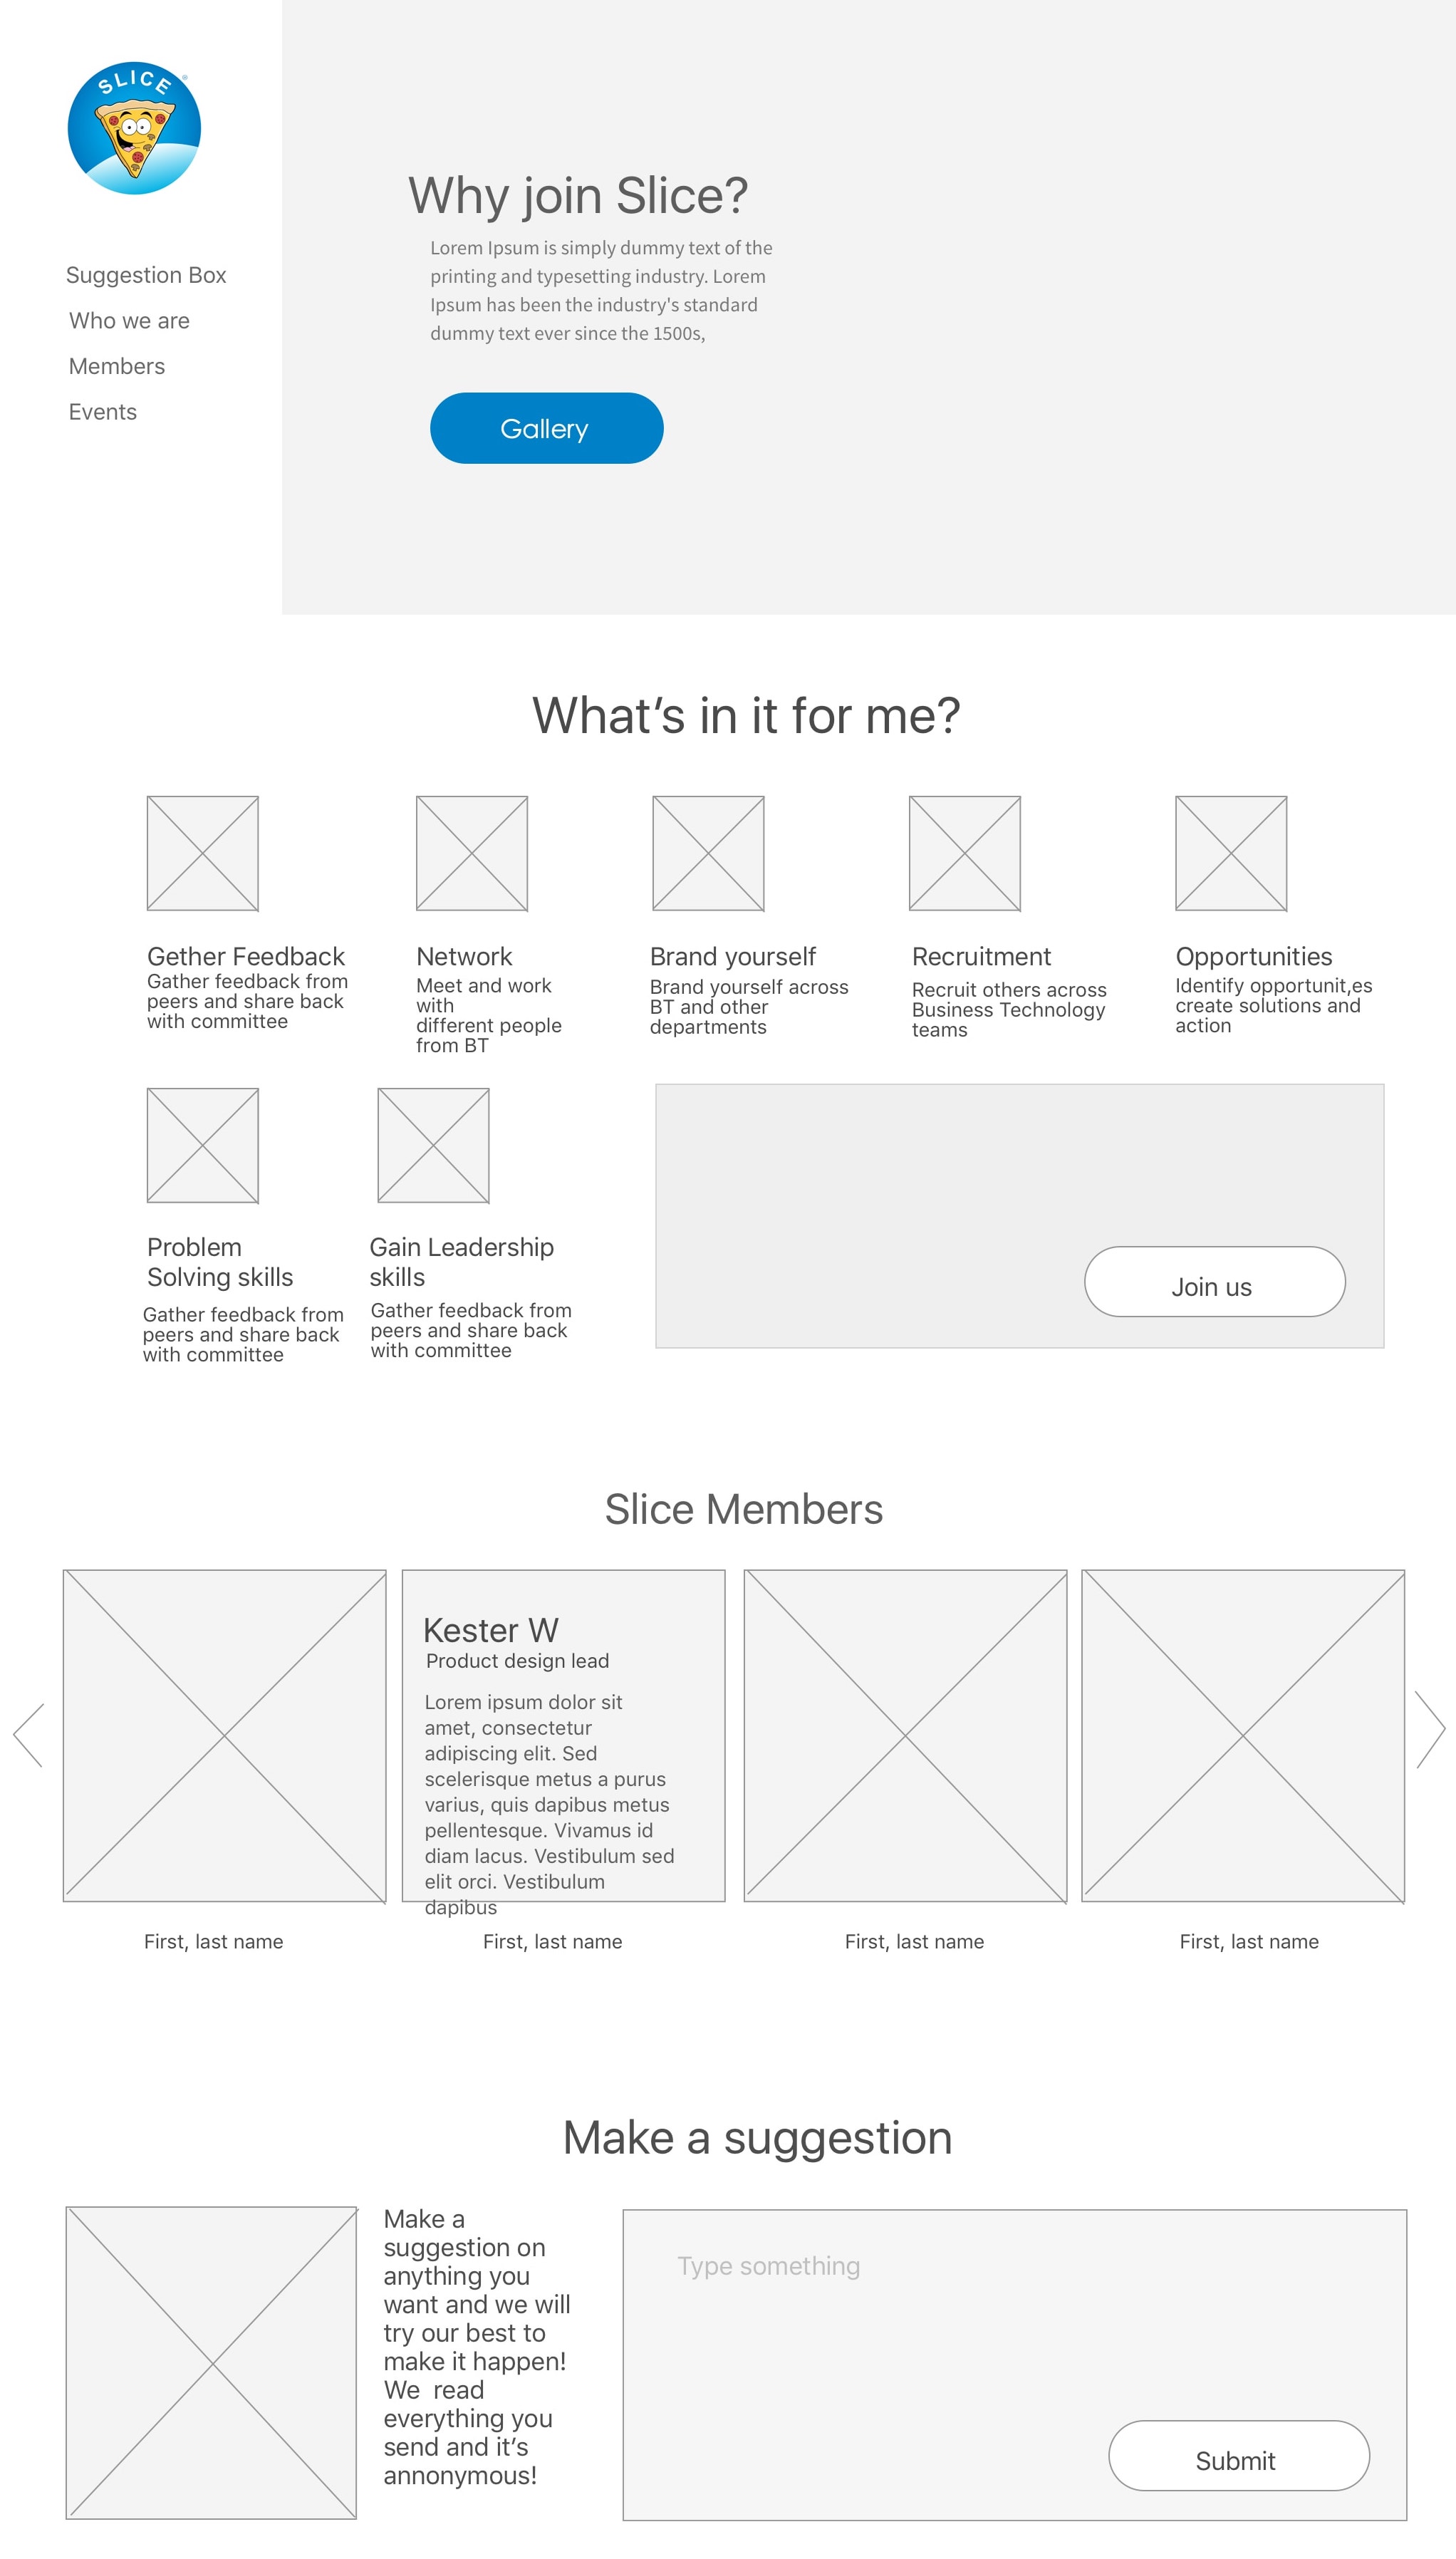 SLICE
Suggestion Box
Who we are
Members
Events
Why join Slice?
Lorem Ipsum is simply dummy text of the
printing and typesetting industry. Lorem
Ipsum has been the industry's standard
dummy text ever since the 1500s,
Gallery
What‘s in it for me?
Gether Feedback
Gather feedback from
peers and share back
with committee
Network
Meet and work
with
different people
from BT
Brand yourself
Brand yourself across
BT and other
departments
Recruitment
Recruit others across
Business Technology
teams
Opportunities
Identify opportunit,es
create solutions and
action
Problem
Solving skills
Gather feedback from
peers and share back
with committee
Gain Leadership
skills
Gather feedback from
peers and share back
with committee
Join us
Slice Members
Kester W
Product design lead
Lorem ipsum dolor sit
amet, consectetur
adipiscing elit. Sed
scelerisque metus a purus
varius, quis dapibus metus
pellentesque. Vivamus id
diam lacus. Vestibulum sed
elit orci. Vestibulum
dapibus
First, last name
First, last name
First, last name
First, last name
Make a suggestion
Make a
suggestion on
anything you
want and we will
try our best to
make it happen!
We  read
everything you
send and it’s
annonymous!
Type something
Submit